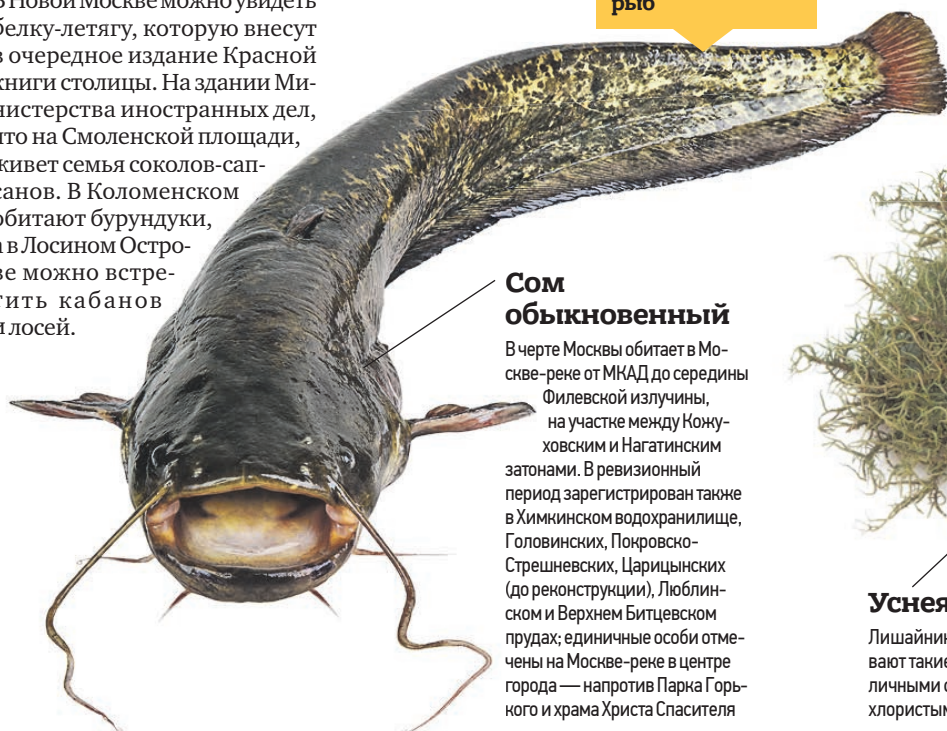 В Новой Москве можно увидеть
белку-летягу, которую внесут
в очередное издание Красной
книги столицы. На здании Ми-
нистерства иностранных дел,
что на Смоленской площади,
живет семья соколов-сап-
санов. В Коломенском
обитают бурундуки,
а в Лосином Остро-
ве можно встре-
тить кабанов
и лосей.
рыб
Сом
обыкновенный
В черте Москвы обитает в Мо-
скве-реке от МКАД до середины
Филевской излучины,
на участке между Кожу-
ховским и Нагатинским
затонами. В ревизионный
период зарегистрирован также
в Химкинском водохранилище,
Головинских, Покровско-
Стрешневских, Царицынских
(до реконструкции), Люблин-
ском и Верхнем Битцевском
прудах; единичные особи отме-
чены на Москве-реке в центре
города — напротив Парка Горь-
кого и храма Христа Спасителя
Уснея
Лишайник
вают такие
личными
хлористым